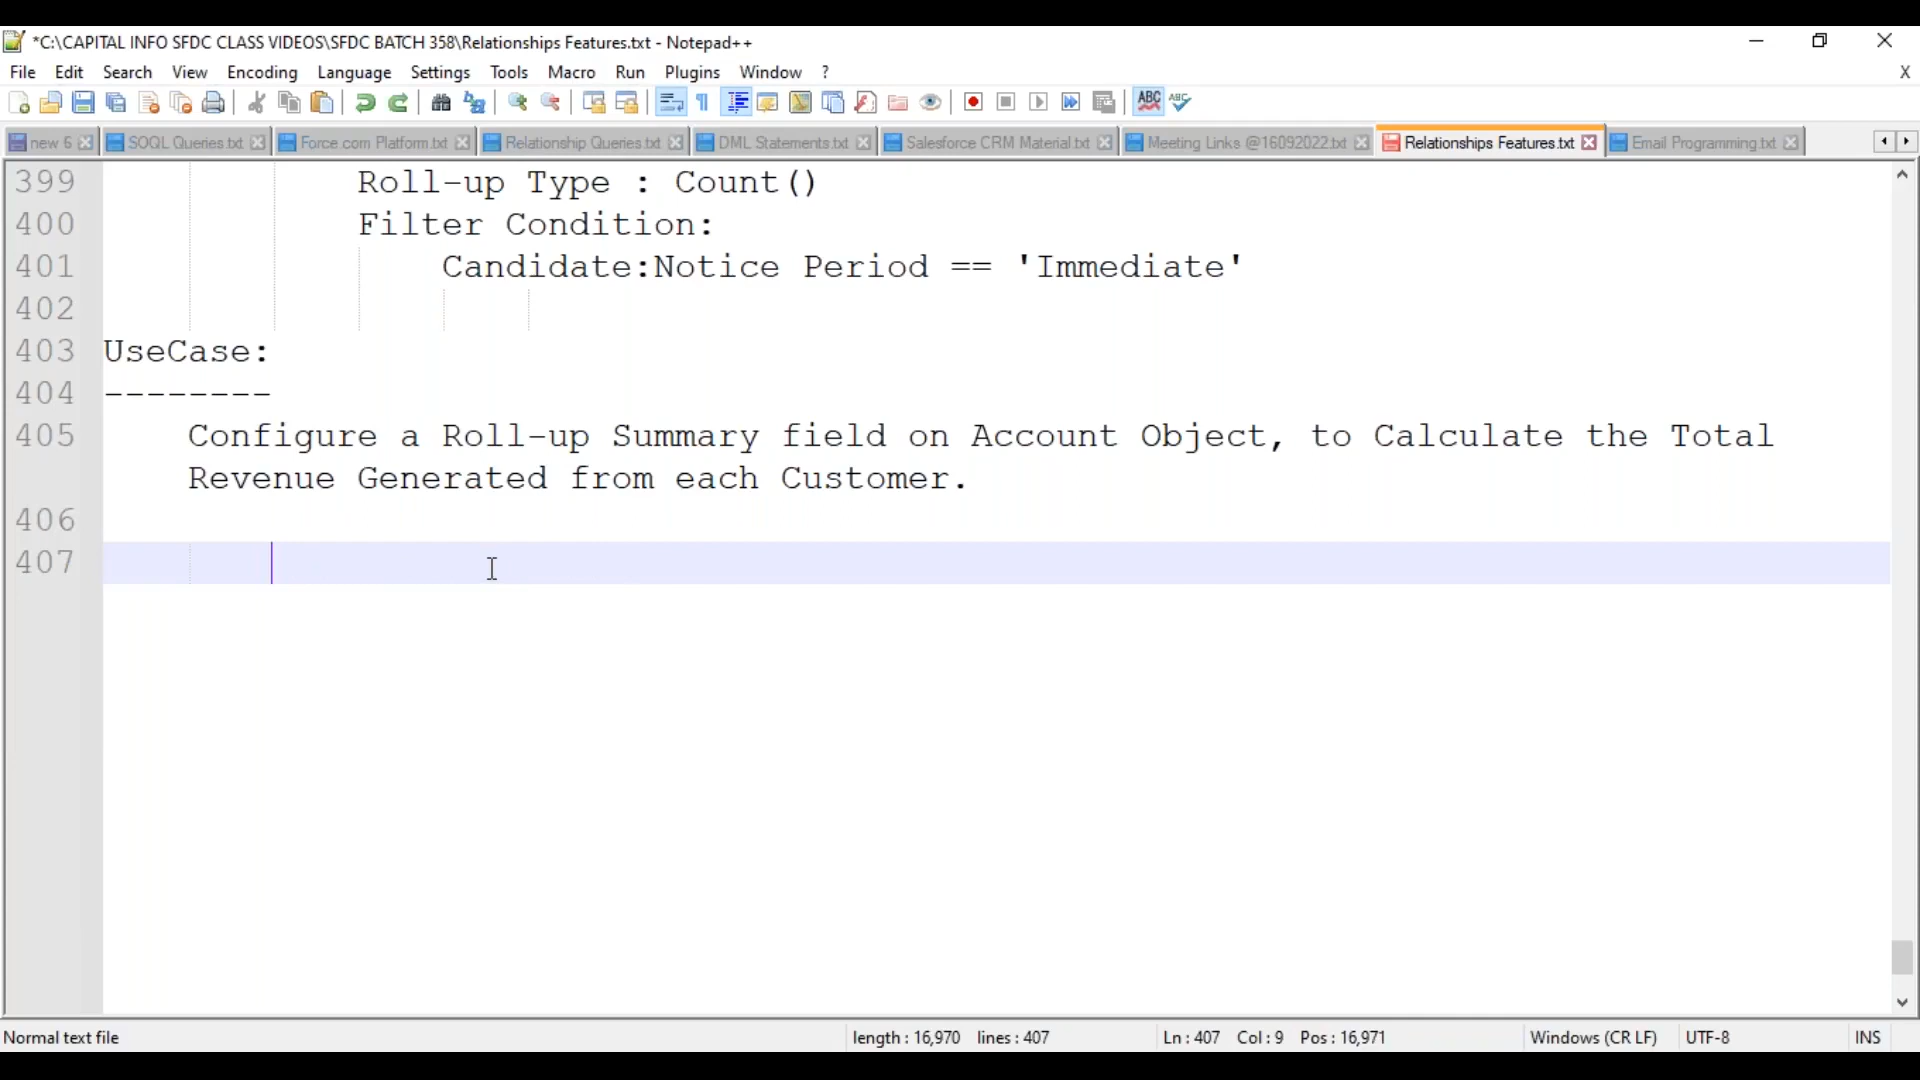 *C:\CAPITAL INFO SFDC CLASS VIDEOS\SFDC BATCH 358\Relationships Features.txt - Notepad++
File Edit Search View Encoding Language Settings Tools Macro Run Plugins Window ? X
new 6 SOQL Queries.txt Force.com Platform.txt Relationship Queries.txt DML Statements.txt Salesforce CRM Material.txt Meeting Links @16092022.txt Relationships Features.txt Email Programming.txt
399 Roll-up Type : Count()
400 Filter Condition:
401 Candidate:Notice Period == 'Immediate'
402
403 UseCase:
404 --------
405 Configure a Roll-up Summary field on Account Object, to Calculate the Total
Revenue Generated from each Customer.
406
407
Normal text file length : 16,970 lines : 407 Ln : 407 Col : 9 Pos : 16,971 Windows (CR LF) UTF-8 INS